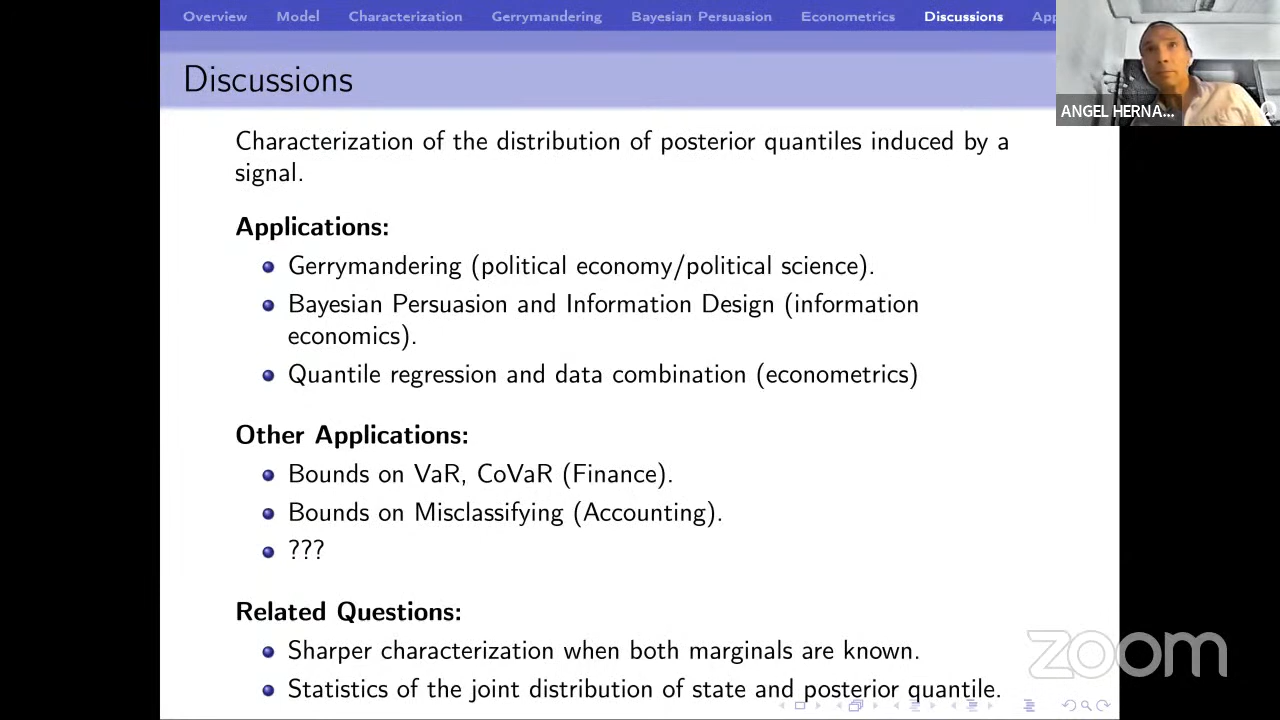 Overview Model Characterization Gerrymandering Bayesian Persuasion Econometrics Discussions App
Discussions
ANGEL HERNA...
Characterization of the distribution of posterior quantiles induced by a
signal.
Applications:
Gerrymandering (political economy/political science).
Bayesian Persuasion and Information Design (information
economics).
Quantile regression and data combination (econometrics)
Other Applications:
Bounds on VaR, CoVaR (Finance).
Bounds on Misclassifying (Accounting).
???
Related Questions:
Sharper characterization when both marginals are known.
Statistics of the joint distribution of state and posterior quantile.
zoom